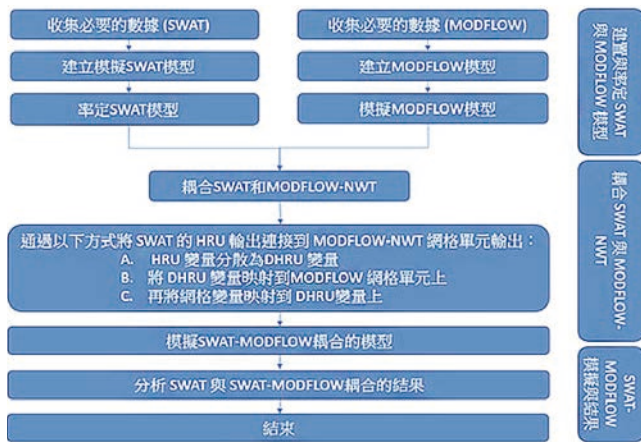 收集必要的數據 (SWAT)
收集必要的數據 (MODFLOW)
建立模擬SWAT模型
建立MODFLOW模型
率定SWAT模型
模擬MODFLOW模型
耦合SWAT和MODFLOW-NWT
通過以下方式將 SWAT 的 HRU 輸出連接到 MODFLOW-NWT 網格單元輸出：
A. HRU 變量分散為DHRU 變量
B. 將 DHRU 變量映射到MODFLOW 網格單元上
C. 再將網格變量映射到 DHRU變量上
模擬SWAT-MODFLOW耦合的模型
分析 SWAT 與 SWAT-MODFLOW耦合的結果
結束
建置與率定 SWAT
與 MODFLOW 模型
耦合 SWAT 與 MODFLOW-
NWT
SWAT-
MODFLOW
模擬與結果